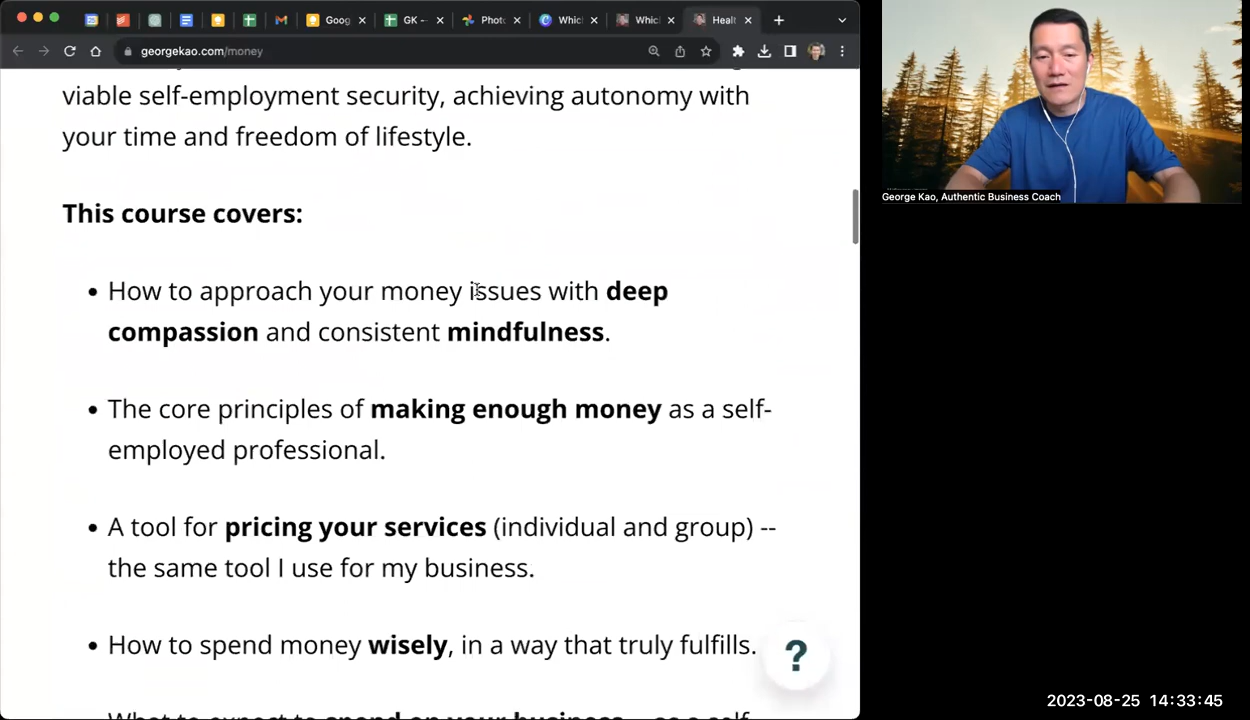 Goog
GK -
Photo
Whic
Whic
Healt
georgekao.com/money
viable self-employment security, achieving autonomy with
your time and freedom of lifestyle.
This course covers:
• How to approach your money issues with deep
compassion and consistent mindfulness.
• The core principles of making enough money as a self-
employed professional.
• A tool for pricing your services (individual and group) --
the same tool I use for my business.
• How to spend money wisely, in a way that truly fulfills.
What to expect to spend on your business
?
George Kao, Authentic Business Coach
2023-08-25 14:33:45